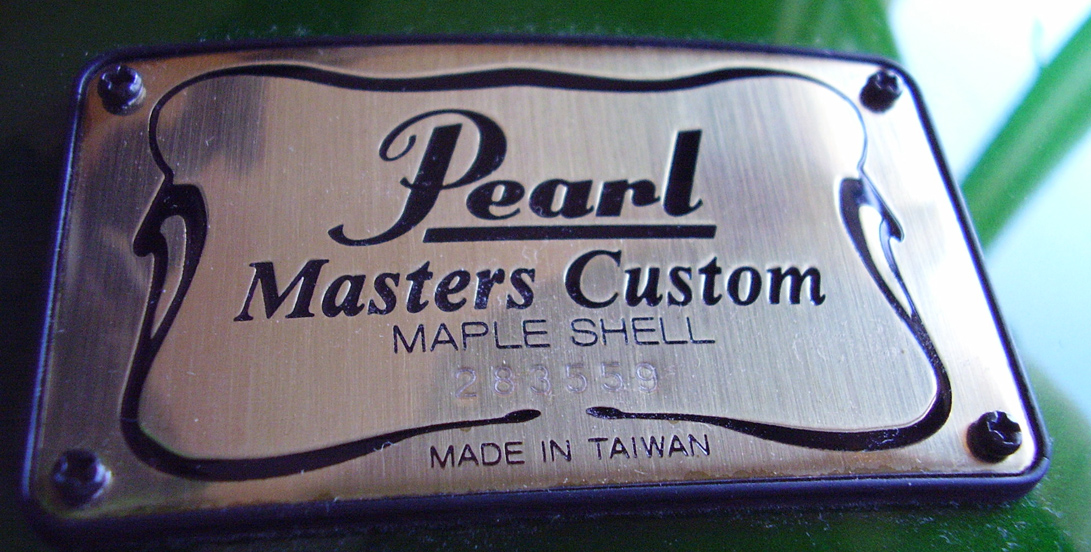 Pearl
Masters Custom
MAPLE SHELL
283559
MADE IN TAIWAN